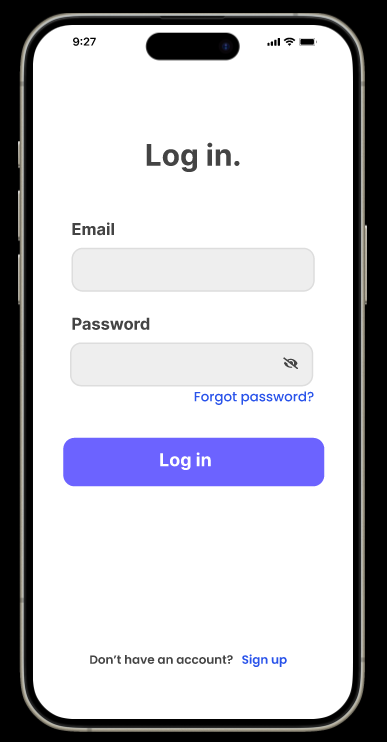 9:27
Log in.
Email
Password
Forgot password?
Log in
Don’t have an account? Sign up